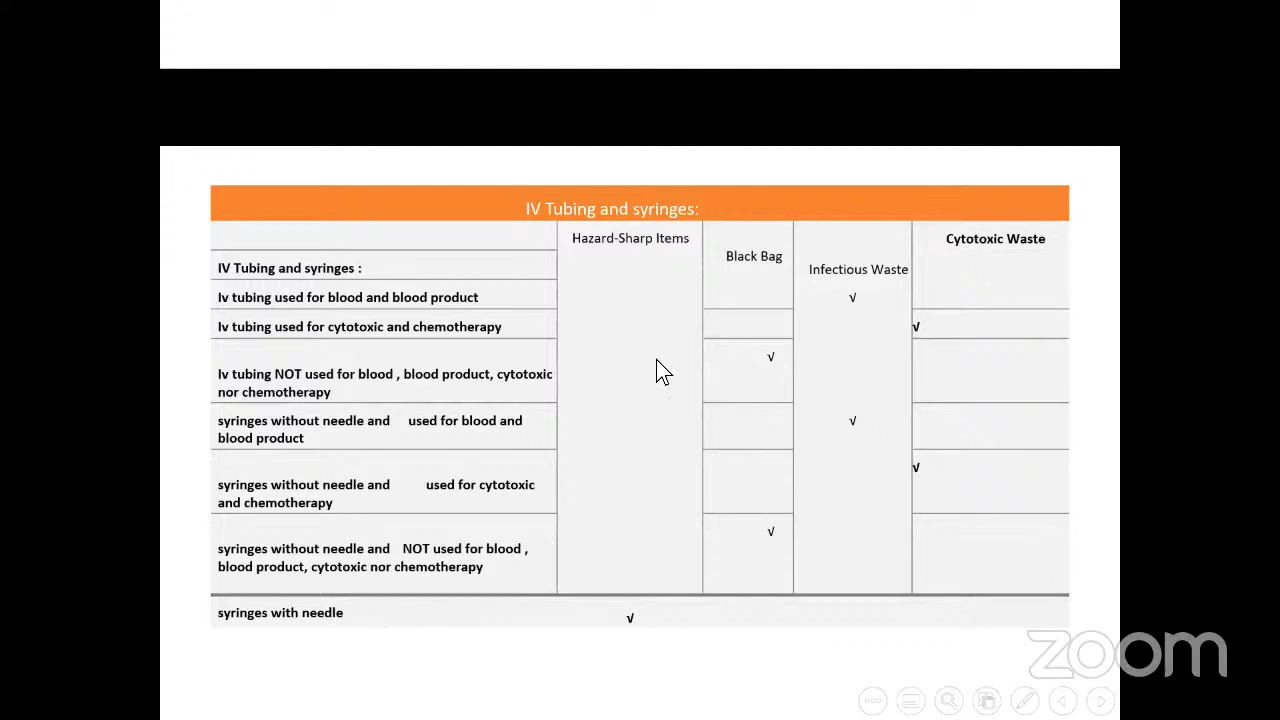 IV Tubing and syringes:
Hazard-Sharp Items
Black Bag
Infectious Waste
Cytotoxic Waste
IV Tubing and syringes :
Iv tubing used for blood and blood product √
Iv tubing used for cytotoxic and chemotherapy √
√
Iv tubing NOT used for blood , blood product, cytotoxic
nor chemotherapy
syringes without needle and used for blood and √
blood product
√
syringes without needle and used for cytotoxic
and chemotherapy
√
syringes without needle and NOT used for blood ,
blood product, cytotoxic nor chemotherapy
syringes with needle √
zoom